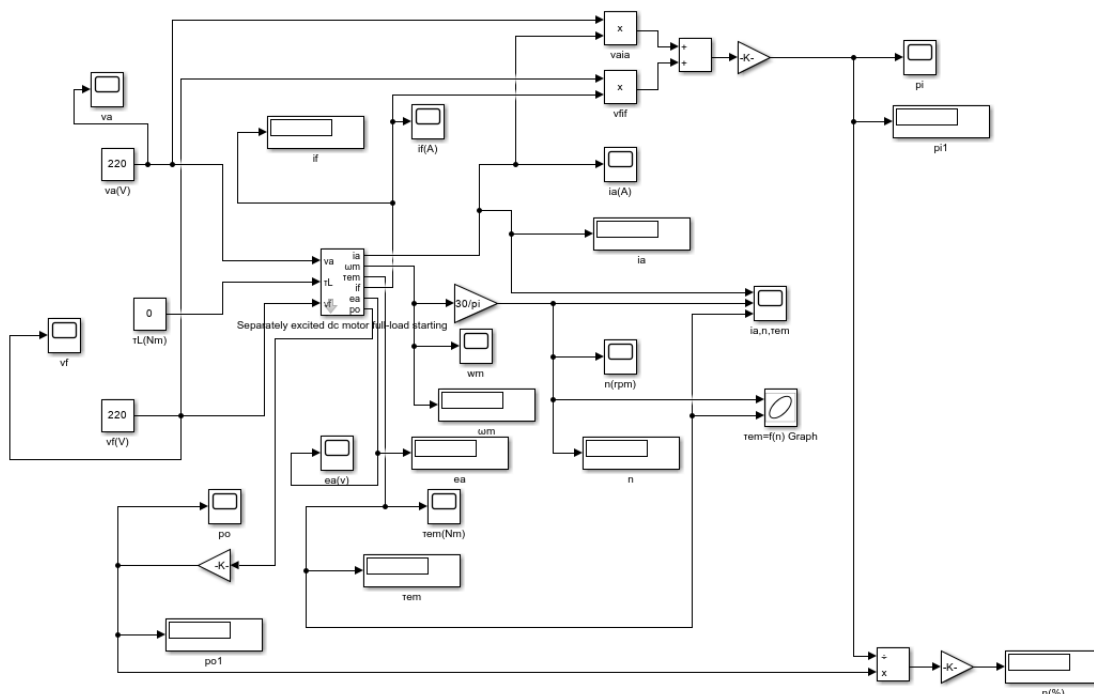 x
vaia
+
+
-K-
pi
x
vfif
va
if
if(A)
pi1
220
va(V)
ia(A)
ia
va
τL
vf
ia
ωm
τem
if
ea
po
Separately excited dc motor full-load starting
30/pi
ia,n,τem
0
τL(Nm)
vf
wm
n(rpm)
220
vf(V)
ωm
τem=f(n) Graph
ea(v)
ea
n
po
τem(Nm)
-K-
τem
po1
÷
x
-K-